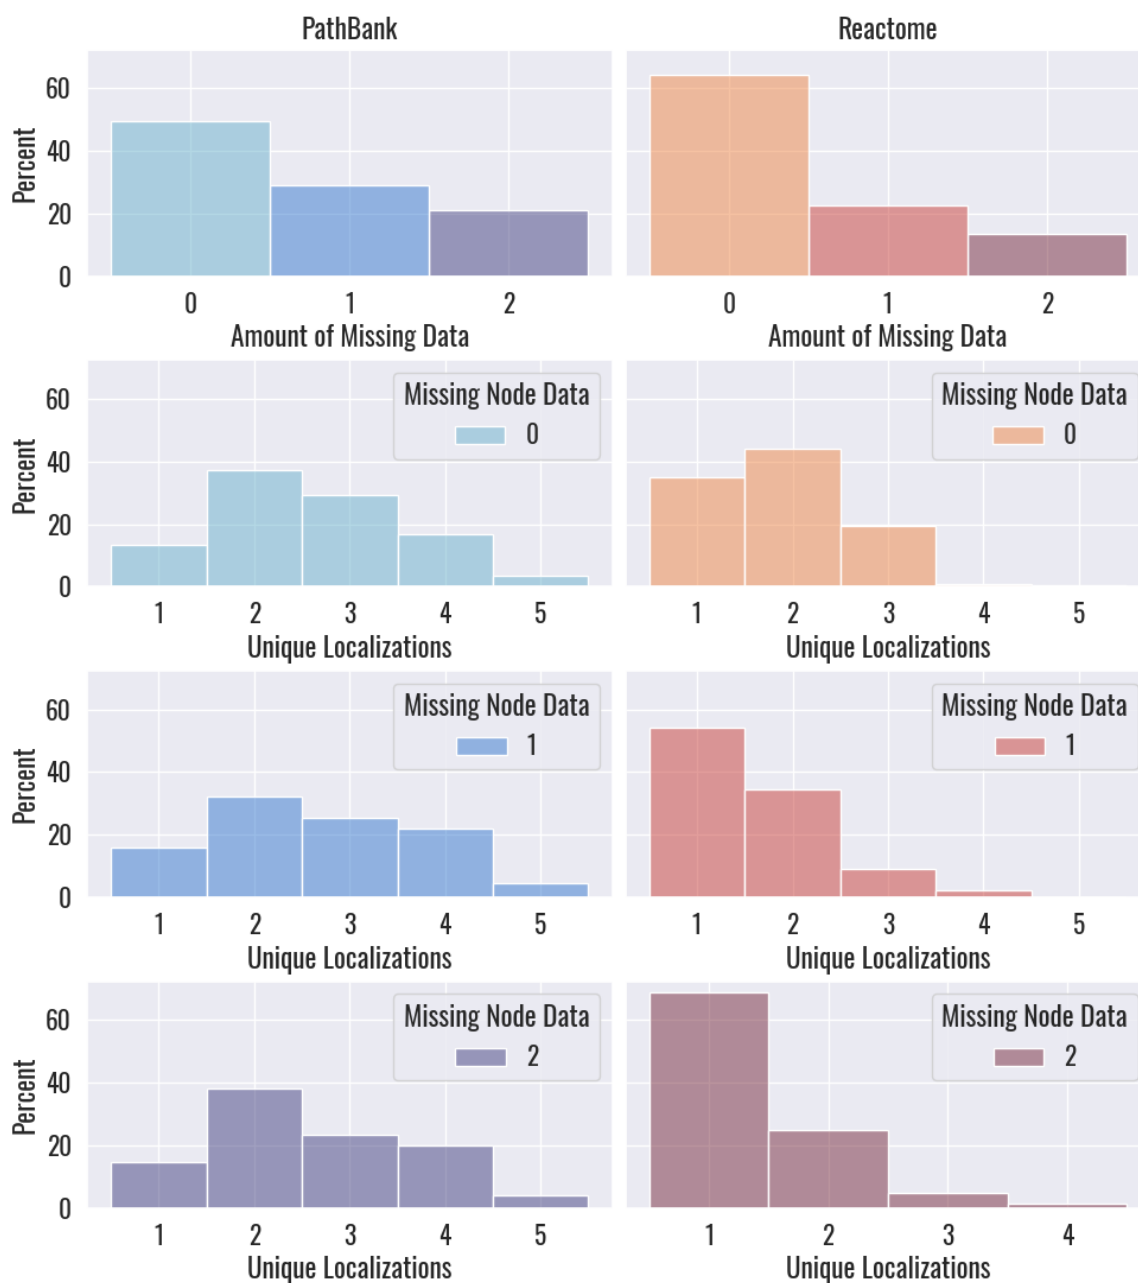 PathBank
Reactome
Percent
60
40
20
0
0 1 2
Amount of Missing Data
0 1 2
Amount of Missing Data
Percent
60
40
20
0
Missing Node Data
0
1 2 3 4 5
Unique Localizations
Missing Node Data
0
1 2 3 4 5
Unique Localizations
Percent
60
40
20
0
Missing Node Data
1
1 2 3 4 5
Unique Localizations
Missing Node Data
1
1 2 3 4 5
Unique Localizations
Percent
60
40
20
0
Missing Node Data
2
1 2 3 4 5
Unique Localizations
Missing Node Data
2
1 2 3 4
Unique Localizations